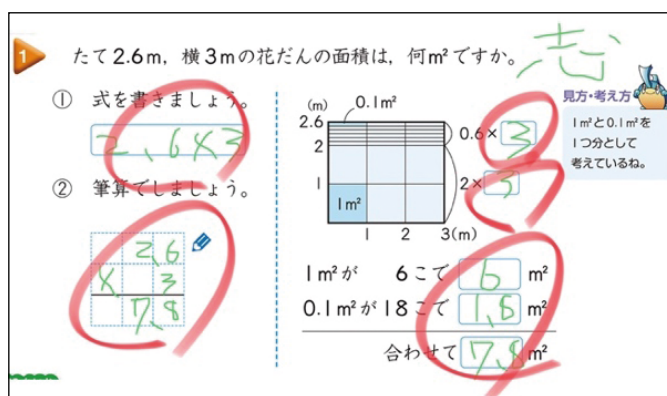 1 たて2.6m，横3mの花だんの面積は，何m²ですか。
志
① 式を書きましょう。
2.6×3
② 筆算でしましょう。
2.6
× 3
7.8
(m) 0.1m²
2.6
2
1
1m²
1 2 3(m)
0.6×3
2×3
見方・考え方
1m²と0.1m²を
1つ分として
考えているね。
1m²が 6こで 6 m²
0.1m²が18こで 1.8 m²
合わせて 7.8 m²